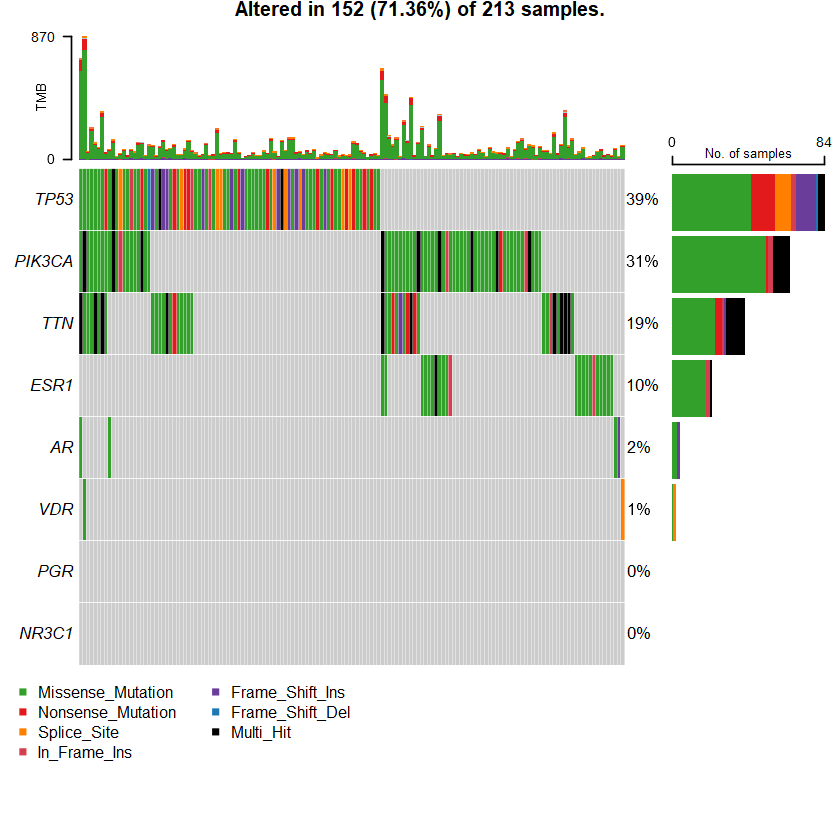 Altered in 152 (71.36%) of 213 samples.
870
TMB
0
0 84
No. of samples
TP53 39%
PIK3CA 31%
TTN 19%
ESR1 10%
AR 2%
VDR 1%
PGR 0%
NR3C1 0%
Missense_Mutation Frame_Shift_Ins
Nonsense_Mutation Frame_Shift_Del
Splice_Site Multi_Hit
In_Frame_Ins